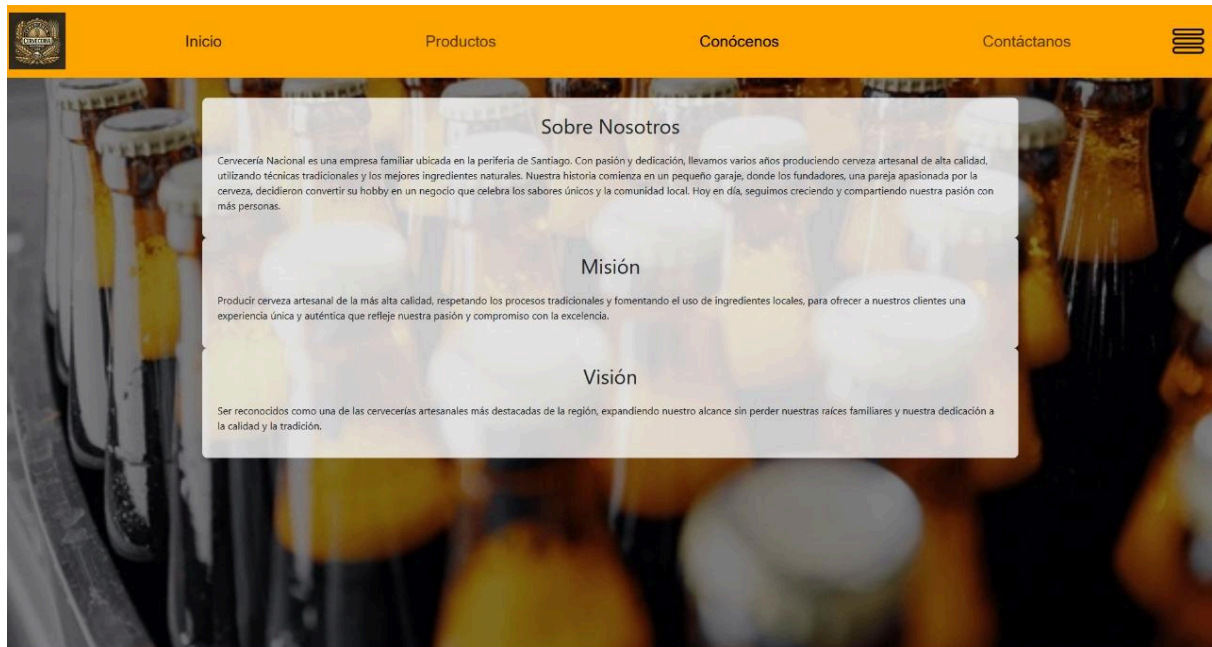 Inicio
Productos
Conócenos
Contáctanos
Sobre Nosotros
Cervecería Nacional es una empresa familiar ubicada en la periferia de Santiago. Con pasión y dedicación, llevamos varios años produciendo cerveza artesanal de alta calidad,
utilizando técnicas tradicionales y los mejores ingredientes naturales. Nuestra historia comienza en un pequeño garaje, donde los fundadores, una pareja apasionada por la
cerveza, decidieron convertir su hobby en un negocio que celebra los sabores únicos y la comunidad local. Hoy en día, seguimos creciendo y compartiendo nuestra pasión con
más personas.
Misión
Producir cerveza artesanal de la más alta calidad, respetando los procesos tradicionales y fomentando el uso de ingredientes locales, para ofrecer a nuestros clientes una
experiencia única y auténtica que refleje nuestra pasión y compromiso con la excelencia.
Visión
Ser reconocidos como una de las cervecerías artesanales más destacadas de la región, expandiendo nuestro alcance sin perder nuestras raíces familiares y nuestra dedicación a
la calidad y la tradición.